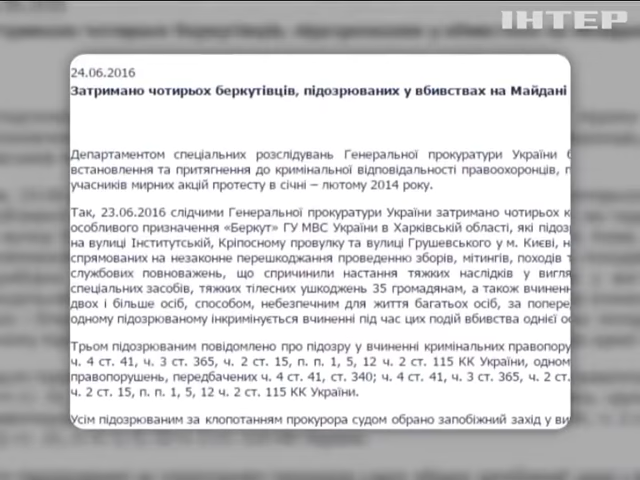 ІНТЕР
24.06.2016
Затримано чотирьох беркутівців, підозрюваних у вбивствах на Майдані
Департаментом спеціальних розслідувань Генеральної прокуратури України
встановлення та притягнення до кримінальної відповідальності правоохоронців,
учасників мирних акцій протесту в січні – лютому 2014 року.
Так, 23.06.2016 слідчими Генеральної прокуратури України затримано чотирьох
особливого призначення «Беркут» ГУ МВС України в Харківській області, які
на вулиці Інститутській, Кріпосному провулку та вулиці Грушевського у м. Києві,
спрямованих на незаконне перешкоджання проведенню зборів, мітингів, походів
службових повноважень, що спричинили настання тяжких наслідків у
спеціальних засобів, тяжких тілесних ушкоджень 35 громадянам, а також
двох і більше осіб, способом, небезпечним для життя багатьох осіб, за
одному підозрюваному інкримінується вчиненні під час цих подій вбивства однієї
Трьом підозрюваним повідомлено про підозру у вчиненні кримінальних
ч. 4 ст. 41, ч. 3 ст. 365, ч. 2 ст. 15, п. п. 1, 5, 12 ч. 2 ст. 115 КК України,
правопорушень, передбачених ч. 4 ст. 41, ст. 340; ч. 4 ст. 41, ч. 3 ст. 365, ч. 2 ст.
ч. 2 ст. 15, п. п. 1, 5, 12 ч. 2 ст. 115 КК України.
Усім підозрюваним за клопотанням прокурора судом обрано запобіжний захід у